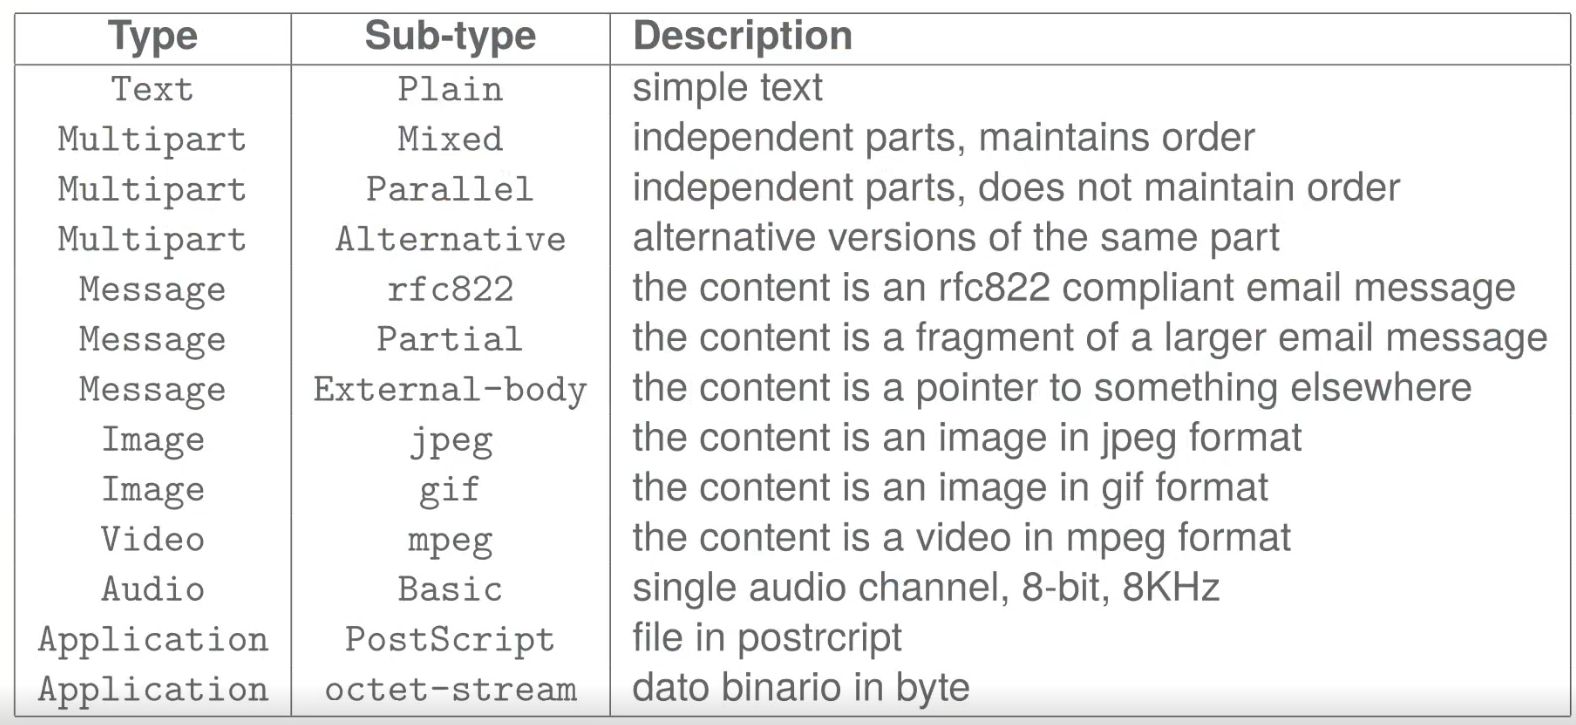 Type Sub-type Description
Text Plain simple text
Multipart Mixed independent parts, maintains order
Multipart Parallel independent parts, does not maintain order
Multipart Alternative alternative versions of the same part
Message rfc822 the content is an rfc822 compliant email message
Message Partial the content is a fragment of a larger email message
Message External-body the content is a pointer to something elsewhere
Image jpeg the content is an image in jpeg format
Image gif the content is an image in gif format
Video mpeg the content is a video in mpeg format
Audio Basic single audio channel, 8-bit, 8KHz
Application PostScript file in postrcript
Application octet-stream dato binario in byte